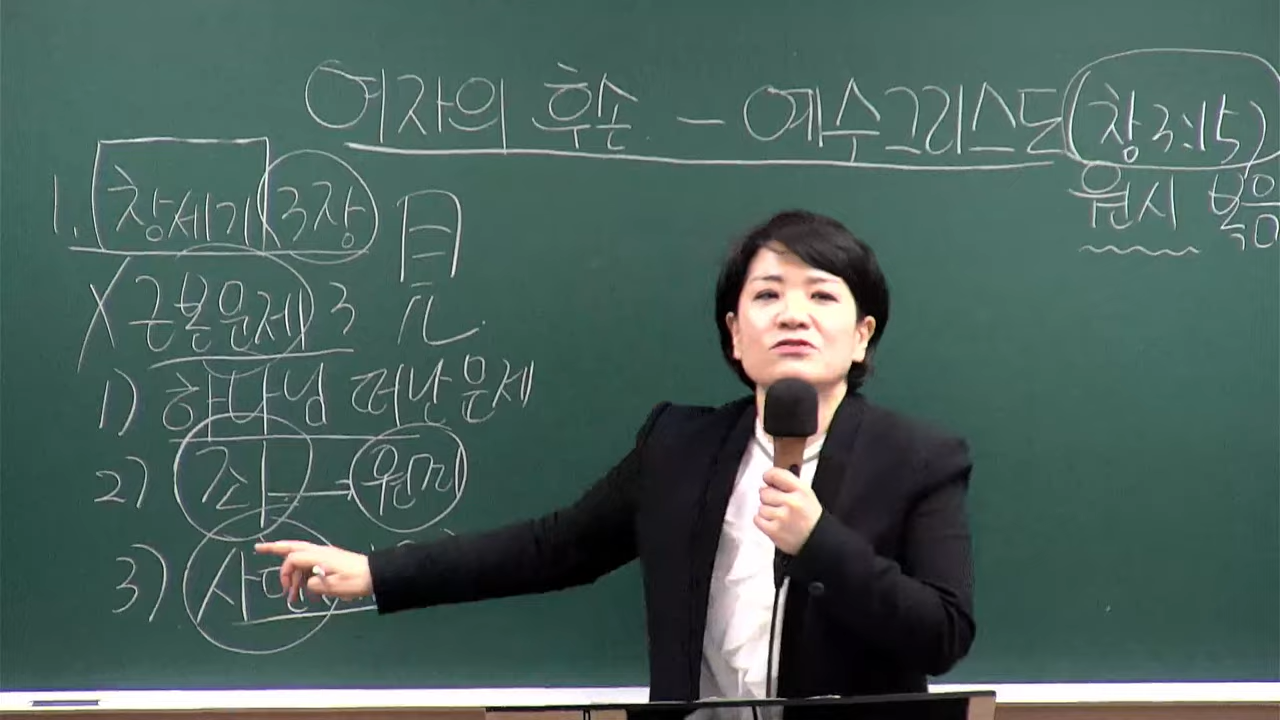 여자의 후손 - 예수그리스도 (창 3:15)
원시 복음
1. 창세기 3장
X 근본문제 3
1) 하나님 떠난 문제
2) 죄 → 원죄
3) 사